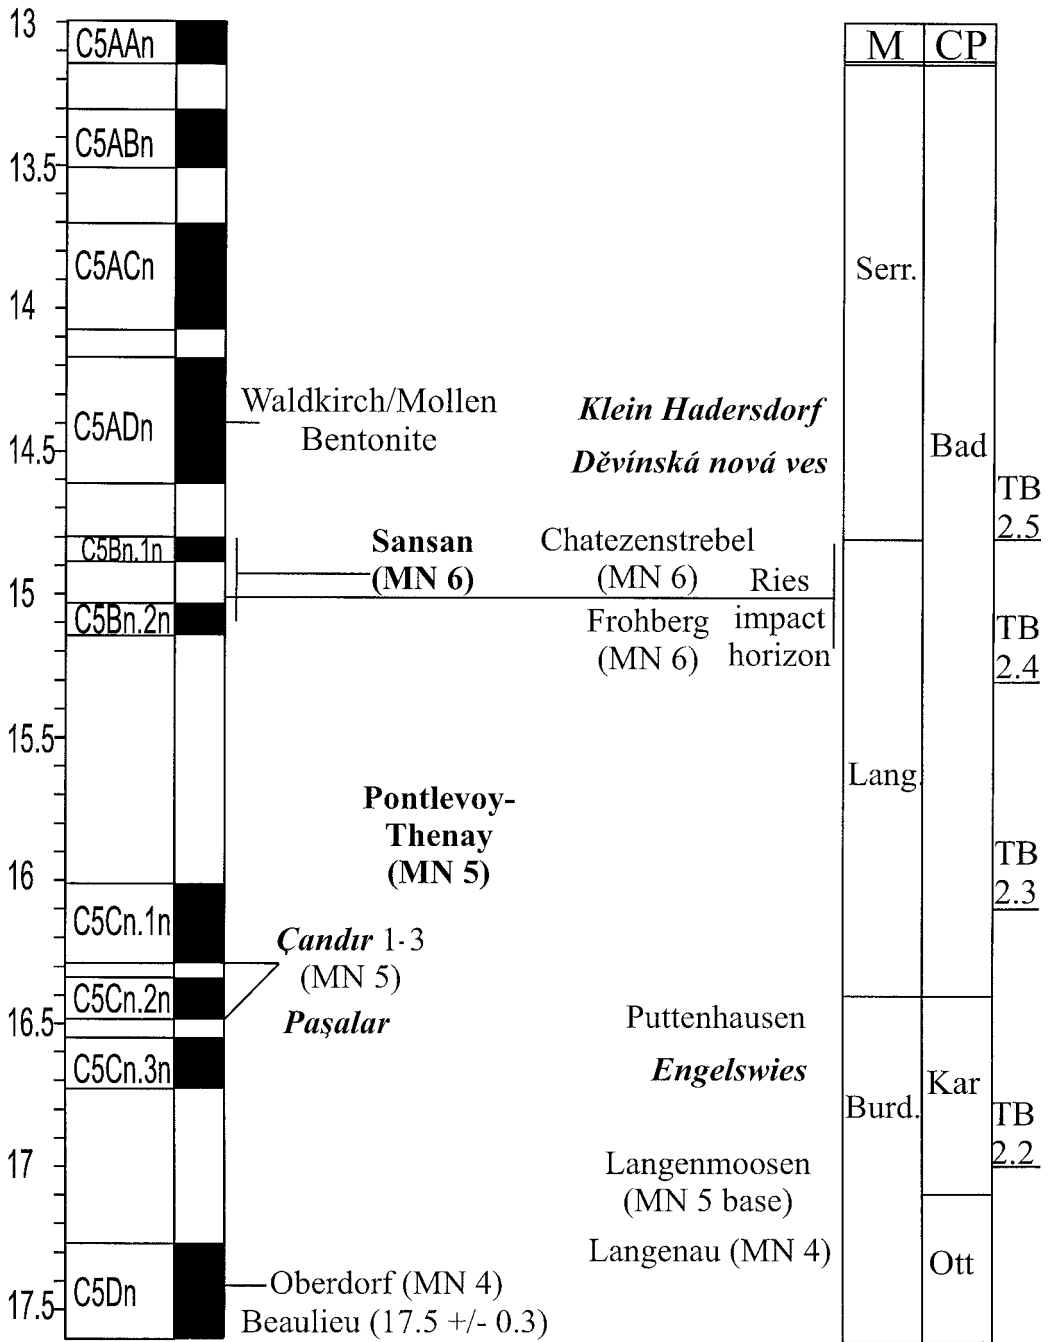 13
C5AAn
C5ABn
13.5
C5ACn
14
C5ADn
14.5
C5Bn.1n
15
C5Bn.2n
15.5
16
C5Cn.1n
C5Cn.2n
16.5
C5Cn.3n
17
C5Dn
17.5
Waldkirch/Mollen
Bentonite
Klein Hadersdorf
Děvínská nová ves
Sansan
(MN 6)
Chatezenstrebel
(MN 6)
Ries
impact
horizon
Frohberg
(MN 6)
Pontlevoy-
Thenay
(MN 5)
Çandır 1-3
(MN 5)
Paşalar
Puttenhausen
Engelswies
Langenmoosen
(MN 5 base)
Langenau (MN 4)
Oberdorf (MN 4)
Beaulieu (17.5 +/- 0.3)
M
CP
Serr.
Lang.
Burd.
Bad
Kar
Ott
TB
2.5
TB
2.4
TB
2.3
TB
2.2